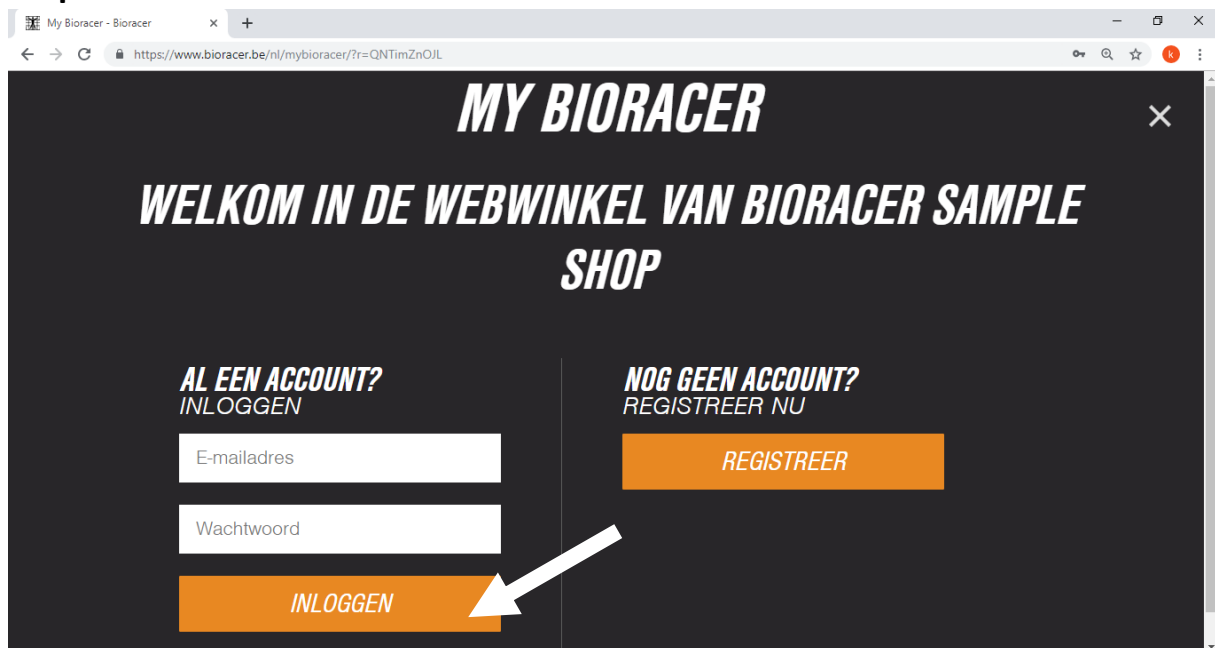 My Bioracer - Bioracer
https://www.bioracer.be/nl/mybioracer/?r=QNTimZnOJL
k
MY BIORACER
WELKOM IN DE WEBWINKEL VAN BIORACER SAMPLE
SHOP
AL EEN ACCOUNT?
INLOGGEN
E-mailadres
Wachtwoord
INLOGGEN
NOG GEEN ACCOUNT?
REGISTREER NU
REGISTREER